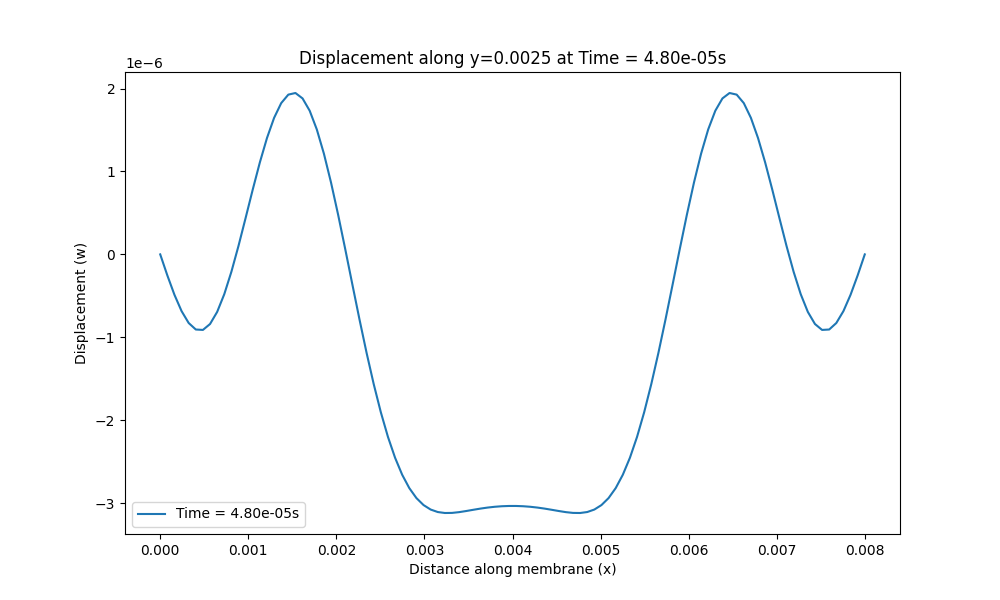 Displacement along y=0.0025 at Time = 4.80e-05s
1e−6
2
1
0
−1
−2
−3
Displacement (w)
Time = 4.80e-05s
0.000 0.001 0.002 0.003 0.004 0.005 0.006 0.007 0.008
Distance along membrane (x)